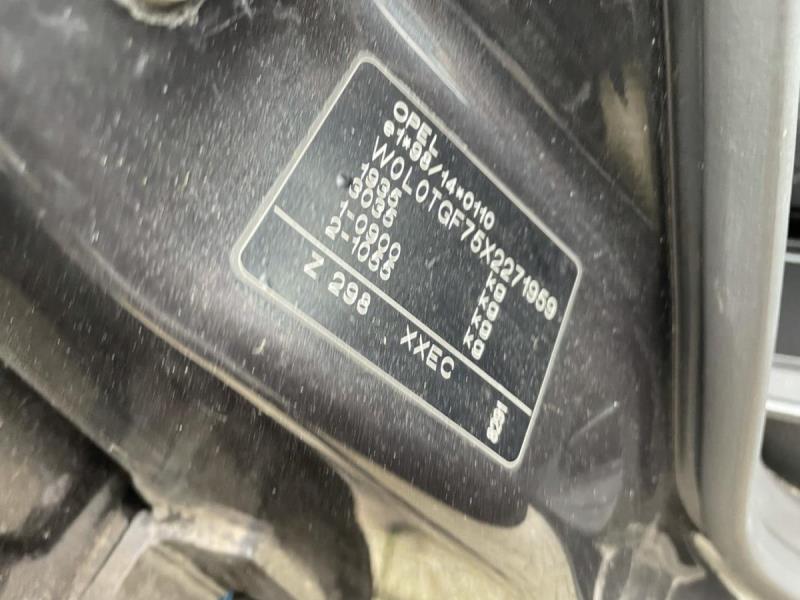 OPEL
e1*98/14*0110
W0L0TGF75X2271959
1935 kg
3035 kg
1-0900 kg
2-1055 kg
Z 298 XXEC